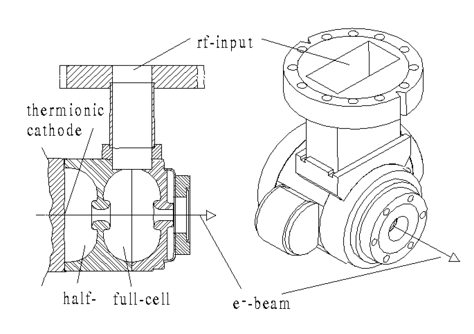 rf-input
thermionic
cathode
half-
full-cell
e⁻-beam